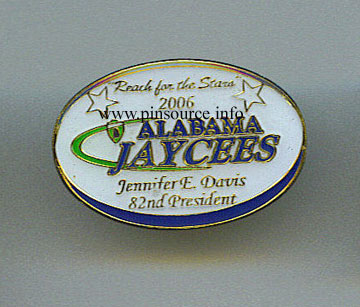 "Reach for the Stars"
2006
www.pinsource.info
ALABAMA
JAYCEES
Jennifer E. Davis
82nd President